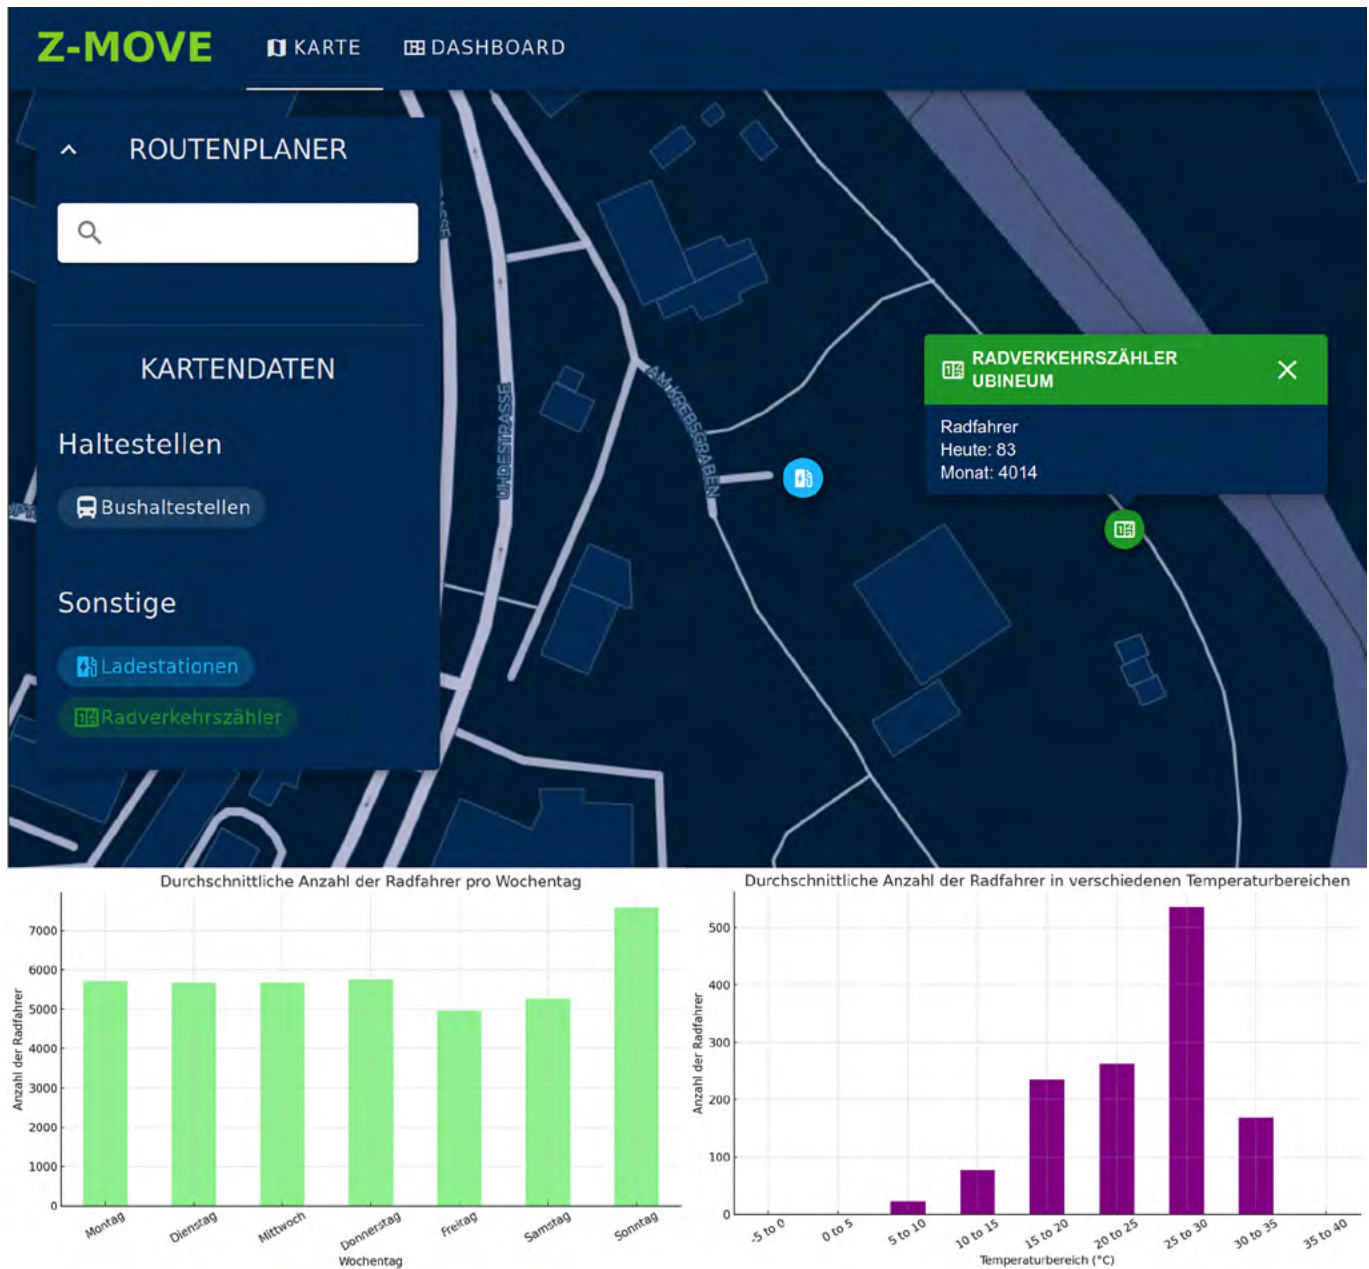 Z-MOVE
KARTE
DASHBOARD
ROUTENPLANER
KARTENDATEN
Haltestellen
Bushaltestellen
Sonstige
Ladestationen
Radverkehrszähler
UHDESTRASSE
AM KREBSGRABEN
RADVERKEHRSZÄHLER
UBINEUM
Radfahrer
Heute: 83
Monat: 4014
Durchschnittliche Anzahl der Radfahrer pro Wochentag
Anzahl der Radfahrer
7000
6000
5000
4000
3000
2000
1000
0
Montag
Dienstag
Mittwoch
Donnerstag
Freitag
Samstag
Sonntag
Wochentag
Durchschnittliche Anzahl der Radfahrer in verschiedenen Temperaturbereichen
Anzahl der Radfahrer
500
400
300
200
100
0
-5 to 0
0 to 5
5 to 10
10 to 15
15 to 20
20 to 25
25 to 30
30 to 35
35 to 40
Temperaturbereich (°C)